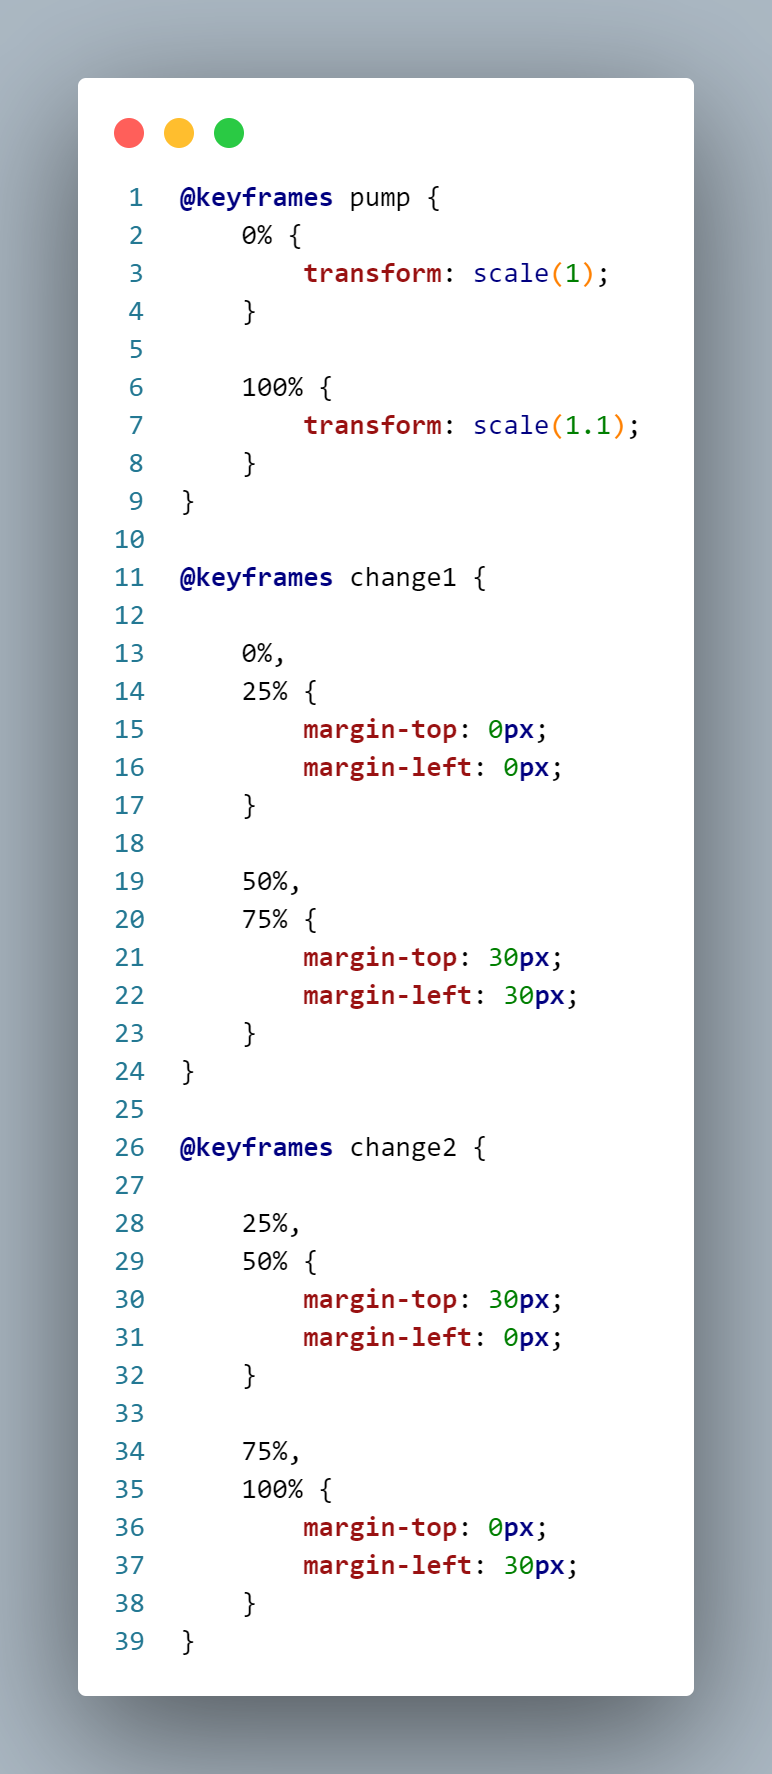 1 @keyframes pump {
2     0% {
3         transform: scale(1);
4     }
5
6     100% {
7         transform: scale(1.1);
8     }
9 }
10
11 @keyframes change1 {
12
13     0%,
14     25% {
15         margin-top: 0px;
16         margin-left: 0px;
17     }
18
19     50%,
20     75% {
21         margin-top: 30px;
22         margin-left: 30px;
23     }
24 }
25
26 @keyframes change2 {
27
28     25%,
29     50% {
30         margin-top: 30px;
31         margin-left: 0px;
32     }
33
34     75%,
35     100% {
36         margin-top: 0px;
37         margin-left: 30px;
38     }
39 }